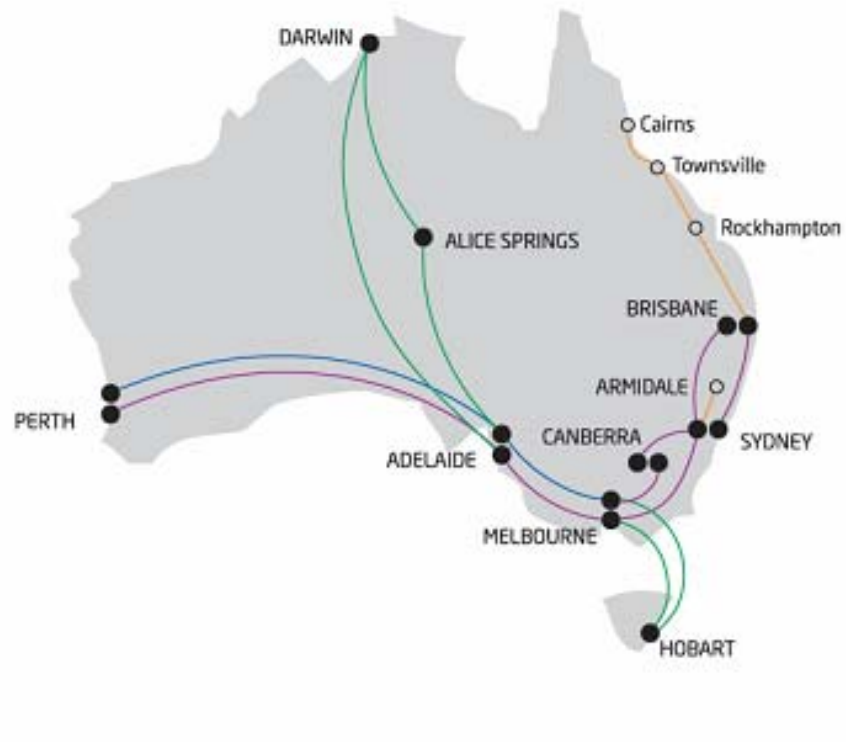 DARWIN
Cairns
Townsville
Rockhampton
ALICE SPRINGS
BRISBANE
ARMIDALE
PERTH
CANBERRA
SYDNEY
ADELAIDE
MELBOURNE
HOBART